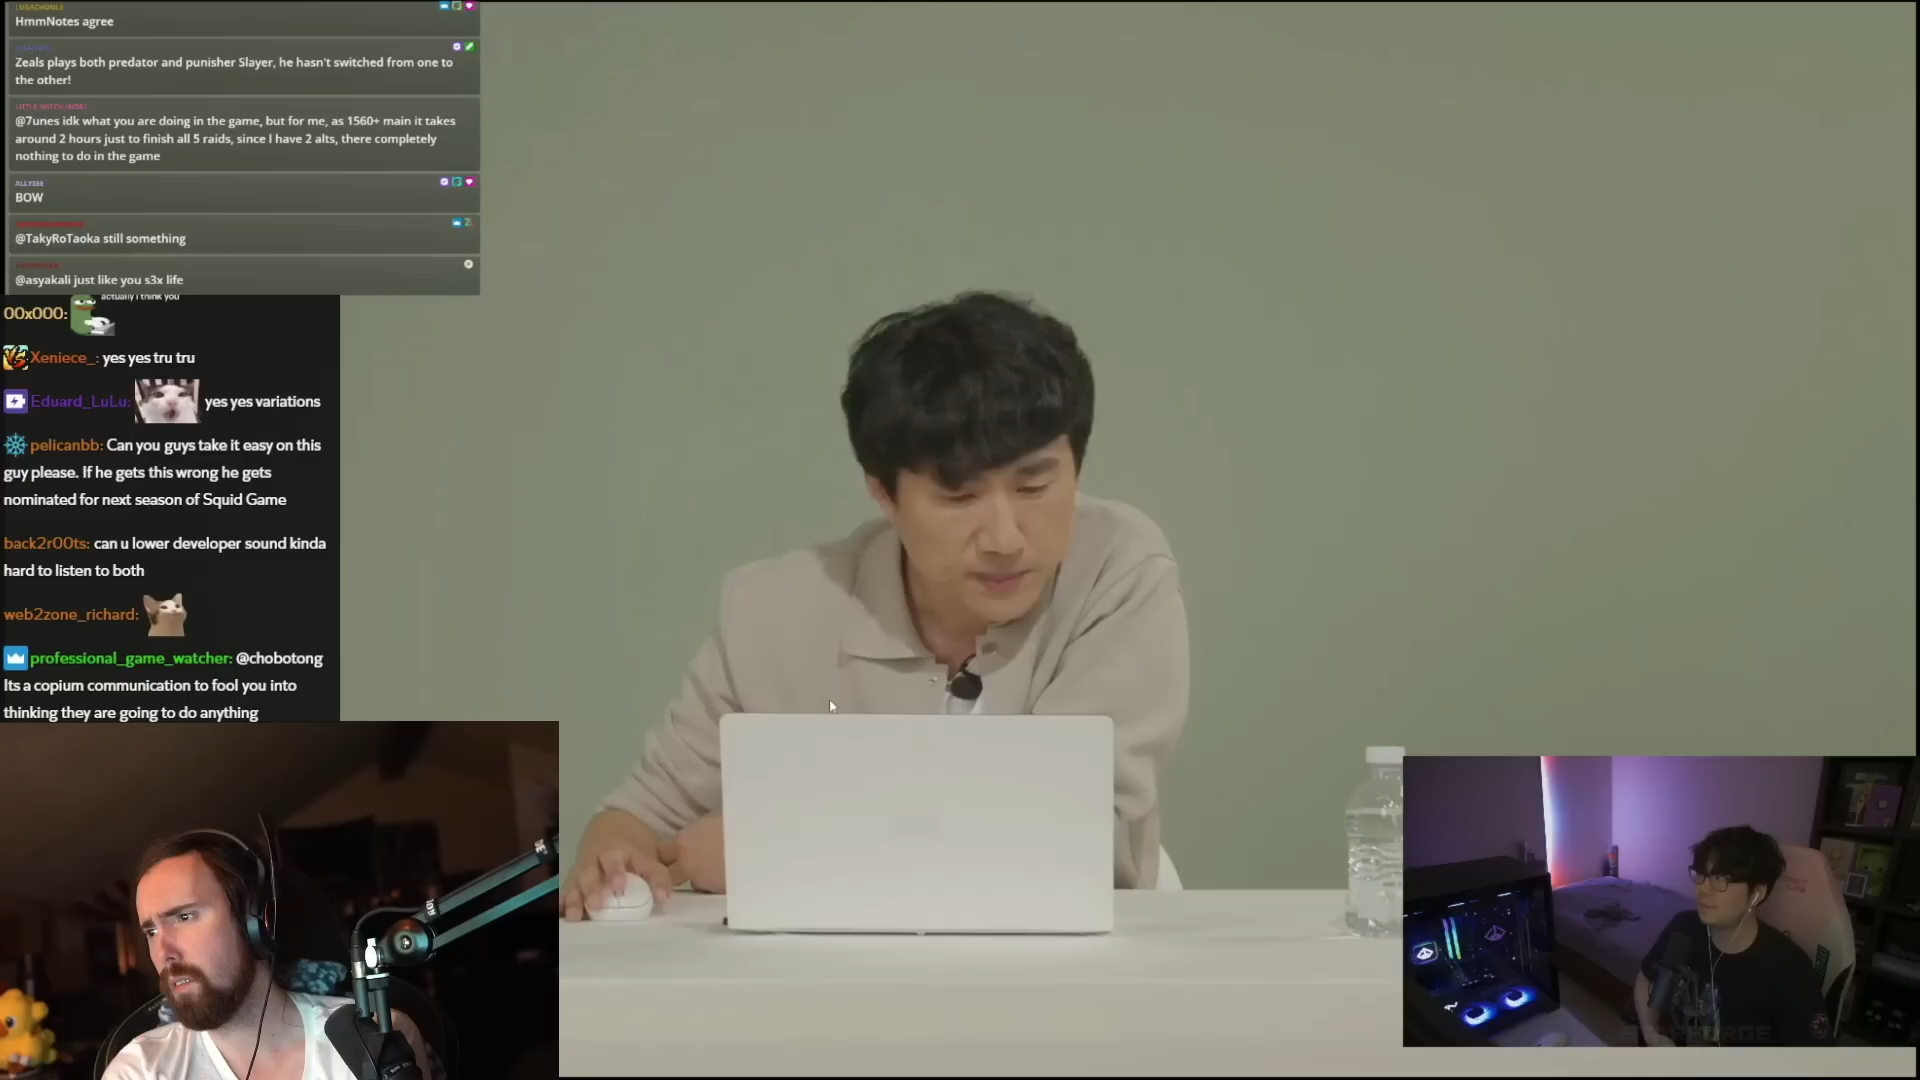 LUGACHONL3
HmmNotes agree
Zeals plays both predator and punisher Slayer, he hasn't switched from one to
the other!
@7unes idk what you are doing in the game, but for me, as 1560+ main it takes
around 2 hours just to finish all 5 raids, since I have 2 alts, there completely
nothing to do in the game
ALLYSEE
BOW
@TakyRoTaoka still something
@asyakali just like you s3x life
actually I think you
00x000:
Xeniece_: yes yes tru tru
Eduard_LuLu: yes yes variations
pelicanbb: Can you guys take it easy on this
guy please. If he gets this wrong he gets
nominated for next season of Squid Game
back2r00ts: can u lower developer sound kinda
hard to listen to both
web2zone_richard:
professional_game_watcher: @chobotong
Its a copium communication to fool you into
thinking they are going to do anything